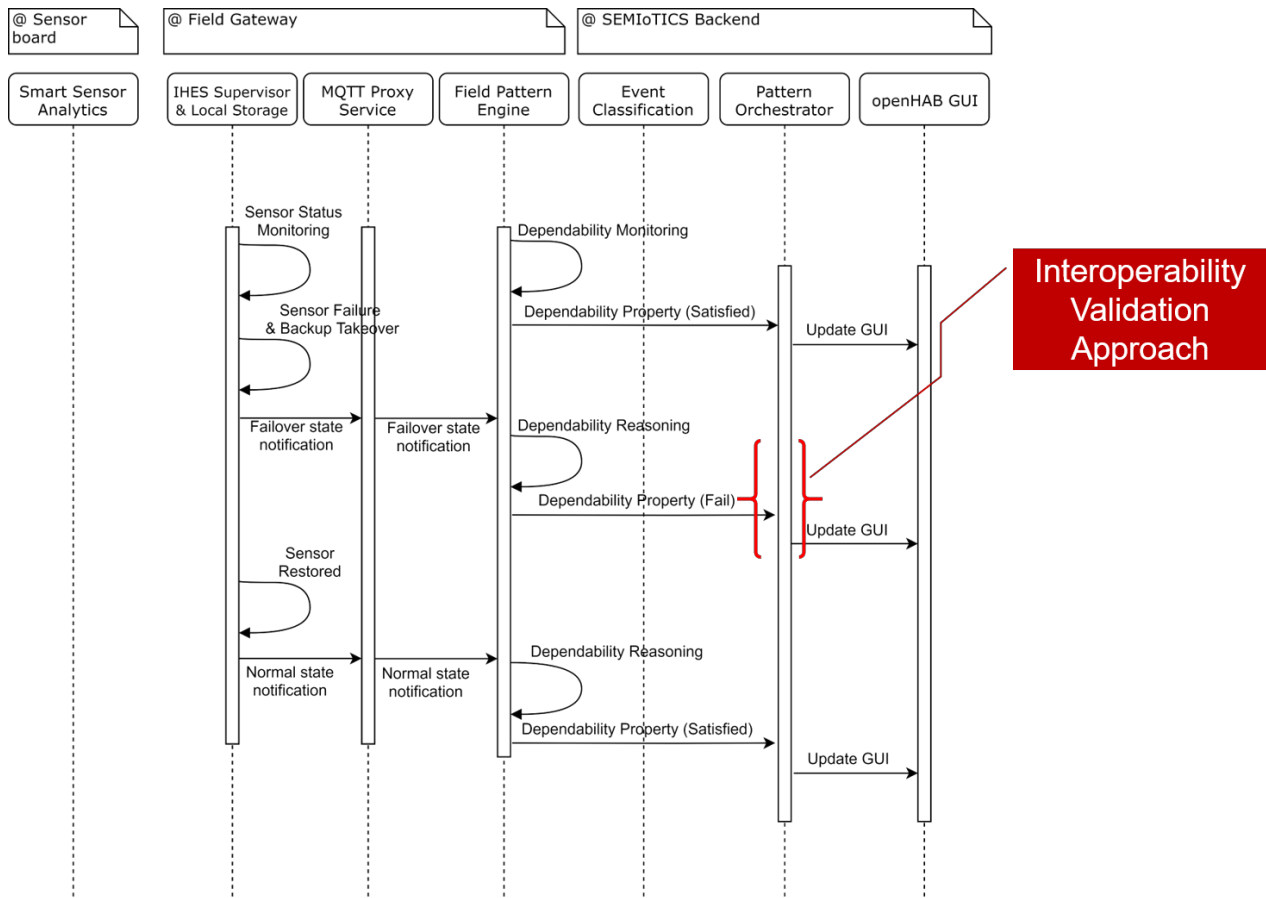 @ Sensor
board
@ Field Gateway
@ SEMIoTICS Backend
Smart Sensor
Analytics
IHES Supervisor
& Local Storage
MQTT Proxy
Service
Field Pattern
Engine
Event
Classification
Pattern
Orchestrator
openHAB GUI
Sensor Status
Monitoring
Dependability Monitoring
Sensor Failure
& Backup Takeover
Dependability Property (Satisfied)
Update GUI
Interoperability
Validation
Approach
Failover state
notification
Failover state
notification
Dependability Reasoning
Dependability Property (Fail)
Update GUI
Sensor
Restored
Normal state
notification
Normal state
notification
Dependability Reasoning
Dependability Property (Satisfied)
Update GUI